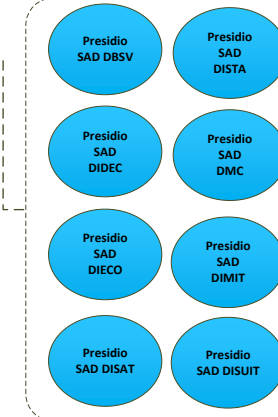 Presidio
SAD DBSV
Presidio
SAD
DISTA
Presidio
SAD
DIDEC
Presidio
SAD
DMC
Presidio
SAD
DIECO
Presidio
SAD
DIMIT
Presidio
SAD DISAT
Presidio
SAD DISUIT